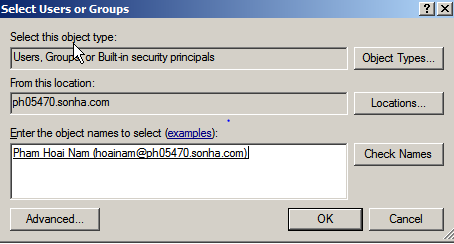 Select Users or Groups
Select this object type:
Users, Groups, or Built-in security principals
Object Types...
From this location:
ph05470.sonha.com
Locations...
Enter the object names to select (examples):
Pham Hoai Nam (hoainam@ph05470.sonha.com)
Check Names
Advanced...
OK
Cancel